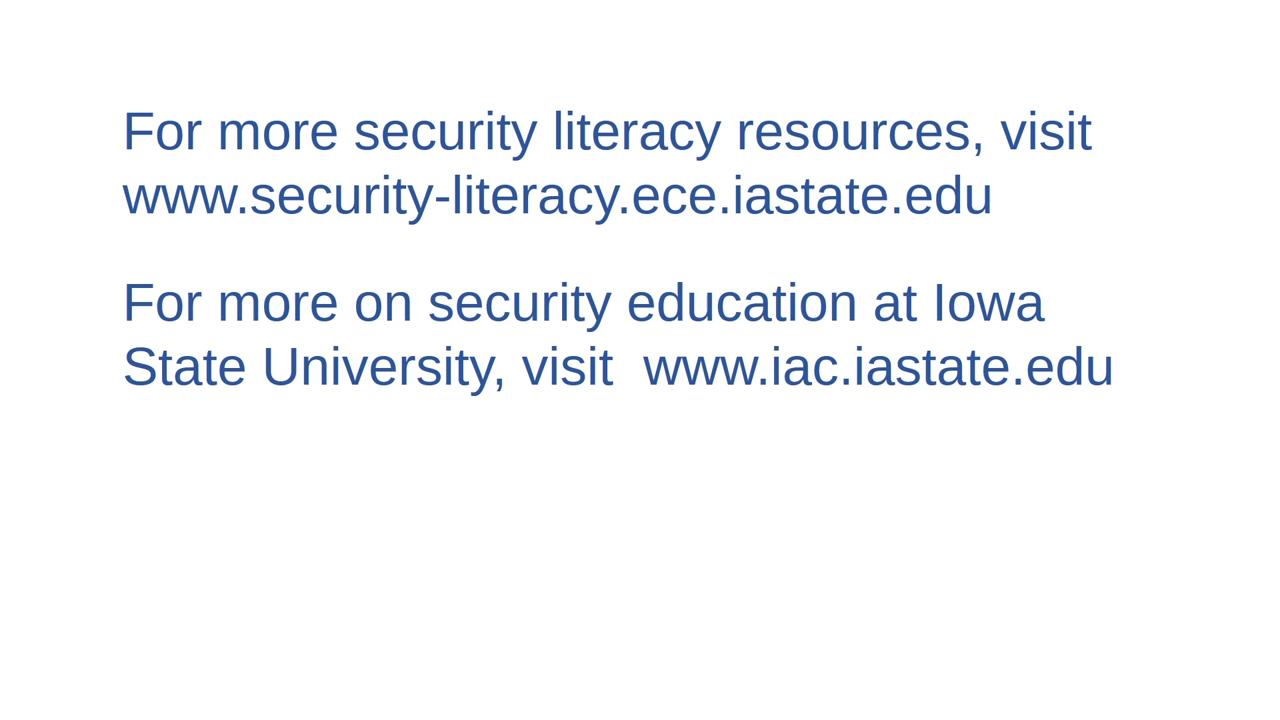 For more security literacy resources, visit
www.security-literacy.ece.iastate.edu
For more on security education at Iowa
State University, visit  www.iac.iastate.edu